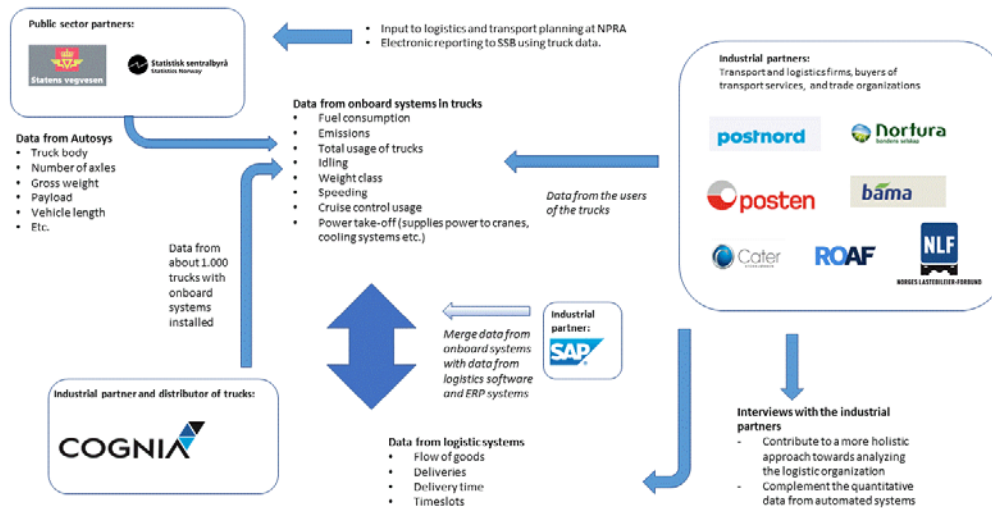 Public sector partners:
Statens vegvesen
Statistisk sentralbyrå
Statistics Norway
• Input to logistics and transport planning at NPRA
• Electronic reporting to SSB using truck data.
Industrial partners:
Transport and logistics firms, buyers of
transport services, and trade organizations
postnord
Nortura
bondens selskap
posten
bama
Cater
ROAF
NLF
NORGES LASTEBILEIER-FORBUND
Data from Autosys
• Truck body
• Number of axles
• Gross weight
• Payload
• Vehicle length
• Etc.
Data from onboard systems in trucks
• Fuel consumption
• Emissions
• Total usage of trucks
• Idling
• Weight class
• Speeding
• Cruise control usage
• Power take-off (supplies power to cranes,
cooling systems etc.)
Data from the users
of the trucks
Data from
about 1.000
trucks with
onboard
systems
installed
Merge data from
onboard systems
with data from
logistics software
and ERP systems
Industrial
partner:
SAP
Industrial partner and distributor of trucks:
COGNIA
Data from logistic systems
• Flow of goods
• Deliveries
• Delivery time
• Timeslots
Interviews with the industrial
partners
- Contribute to a more holistic
approach towards analyzing
the logistic organization
- Complement the quantitative
data from automated systems